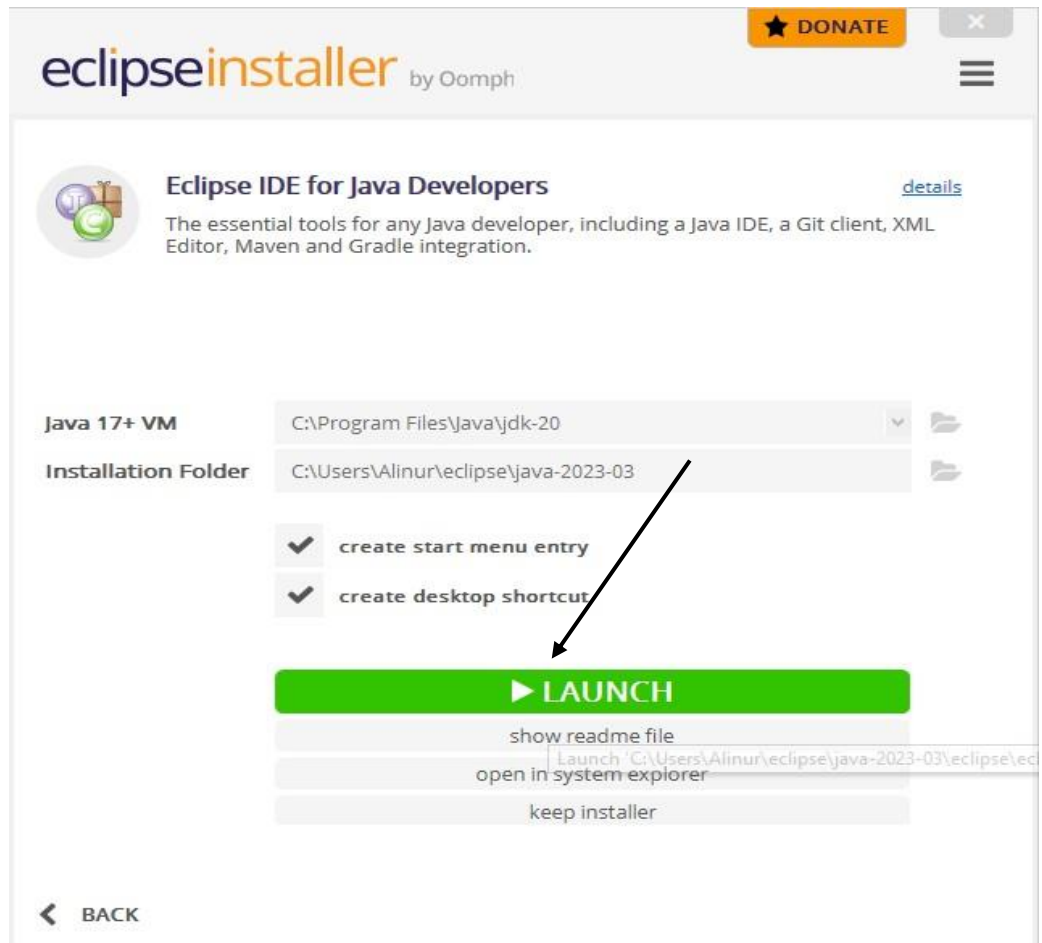 DONATE
eclipseinstaller by Oomph
Eclipse IDE for Java Developers
details
The essential tools for any Java developer, including a Java IDE, a Git client, XML
Editor, Maven and Gradle integration.
Java 17+ VM
C:\Program Files\Java\jdk-20
Installation Folder
C:\Users\Alinur\eclipse\java-2023-03
create start menu entry
create desktop shortcut
LAUNCH
show readme file
Launch 'C:\Users\Alinur\eclipse\java-2023-03\eclipse\ecl
open in system explorer
keep installer
BACK